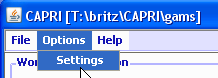 CAPRI [T:\britz\CAPRI\gams]
File Options Help
Settings